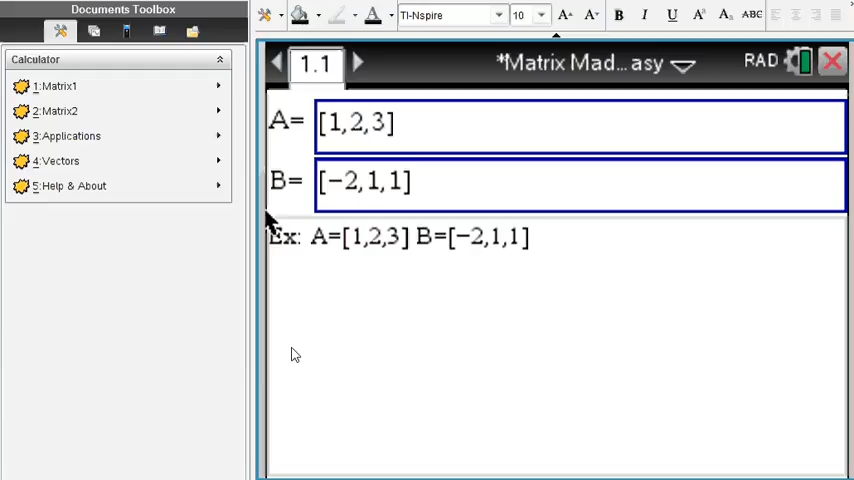 Documents Toolbox
TI-Nspire 10 B I U A A ABC
Calculator
1:Matrix1
2:Matrix2
3:Applications
4:Vectors
5:Help & About
1.1 *Matrix Mad...asy RAD
A= [1,2,3]
B= [−2,1,1]
Ex: A=[1,2,3] B=[−2,1,1]